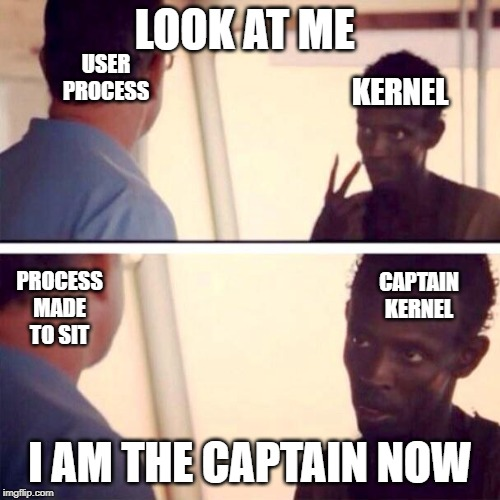 LOOK AT ME
USER
PROCESS
KERNEL
PROCESS
MADE
TO SIT
CAPTAIN
KERNEL
I AM THE CAPTAIN NOW
imgflip.com